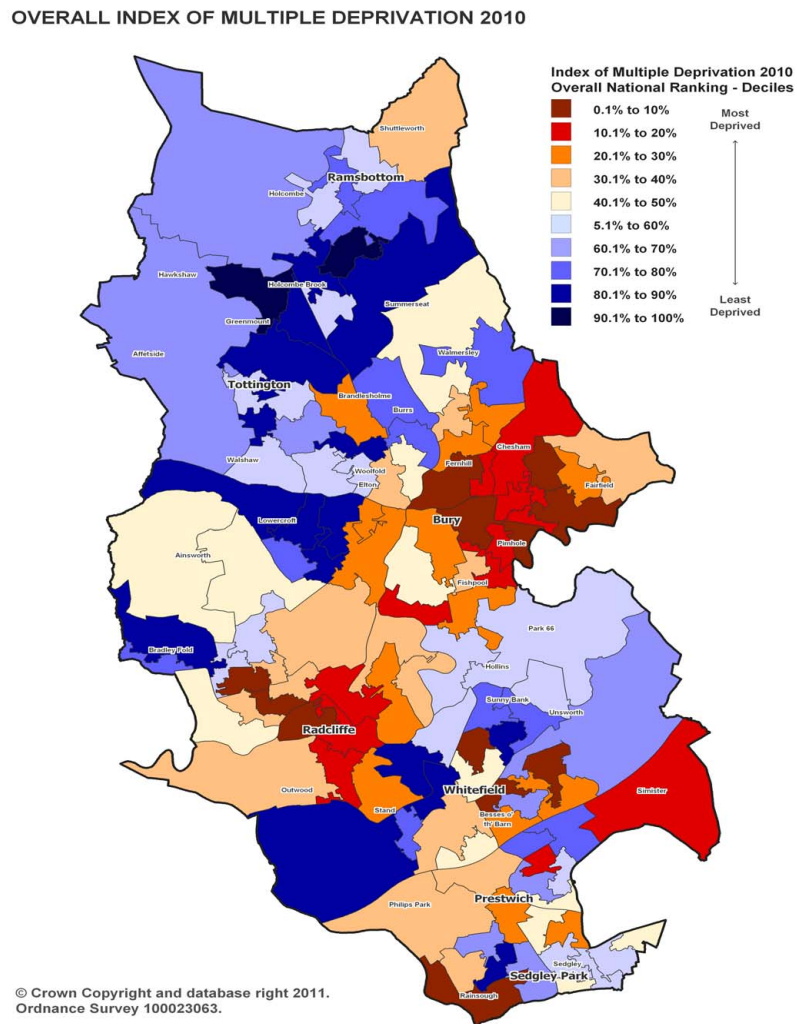 OVERALL INDEX OF MULTIPLE DEPRIVATION 2010
Index of Multiple Deprivation 2010
Overall National Ranking - Deciles
0.1% to 10%
10.1% to 20%
20.1% to 30%
30.1% to 40%
40.1% to 50%
5.1% to 60%
60.1% to 70%
70.1% to 80%
80.1% to 90%
90.1% to 100%
Most
Deprived
Least
Deprived
Shuttleworth
Ramsbottom
Holcombe
Hawkshaw
Holcombe Brook
Summerseat
Greenmount
Affetside
Walmersley
Tottington
Brandlesholme
Burrs
Chesham
Walshaw
Woolfold
Fernhill
Elton
Fairfield
Lowercroft
Bury
Pimhole
Ainsworth
Fishpool
Park 66
Bradley Fold
Hollins
Sunny Bank
Unsworth
Radcliffe
Outwood
Whitefield
Simister
Stand
Besses o'
th' Barn
Prestwich
Philips Park
Sedgley
Sedgley Park
Rainsough
© Crown Copyright and database right 2011.
Ordnance Survey 100023063.